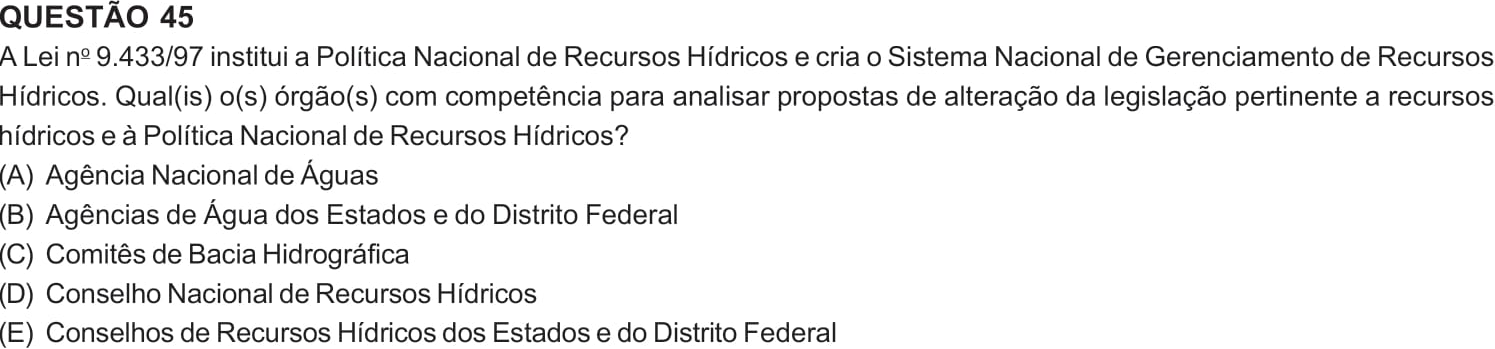 QUESTÃO 45
A Lei nº 9.433/97 institui a Política Nacional de Recursos Hídricos e cria o Sistema Nacional de Gerenciamento de Recursos
Hídricos. Qual(is) o(s) órgão(s) com competência para analisar propostas de alteração da legislação pertinente a recursos
hídricos e à Política Nacional de Recursos Hídricos?
(A) Agência Nacional de Águas
(B) Agências de Água dos Estados e do Distrito Federal
(C) Comitês de Bacia Hidrográfica
(D) Conselho Nacional de Recursos Hídricos
(E) Conselhos de Recursos Hídricos dos Estados e do Distrito Federal